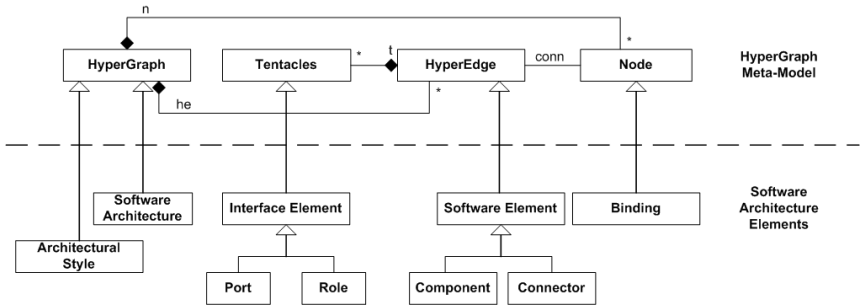 n
*
t
*
HyperGraph
Tentacles
HyperEdge
conn
Node
HyperGraph
Meta-Model
he
*
Software
Architecture
Interface Element
Software Element
Binding
Software
Architecture
Elements
Architectural
Style
Port
Role
Component
Connector